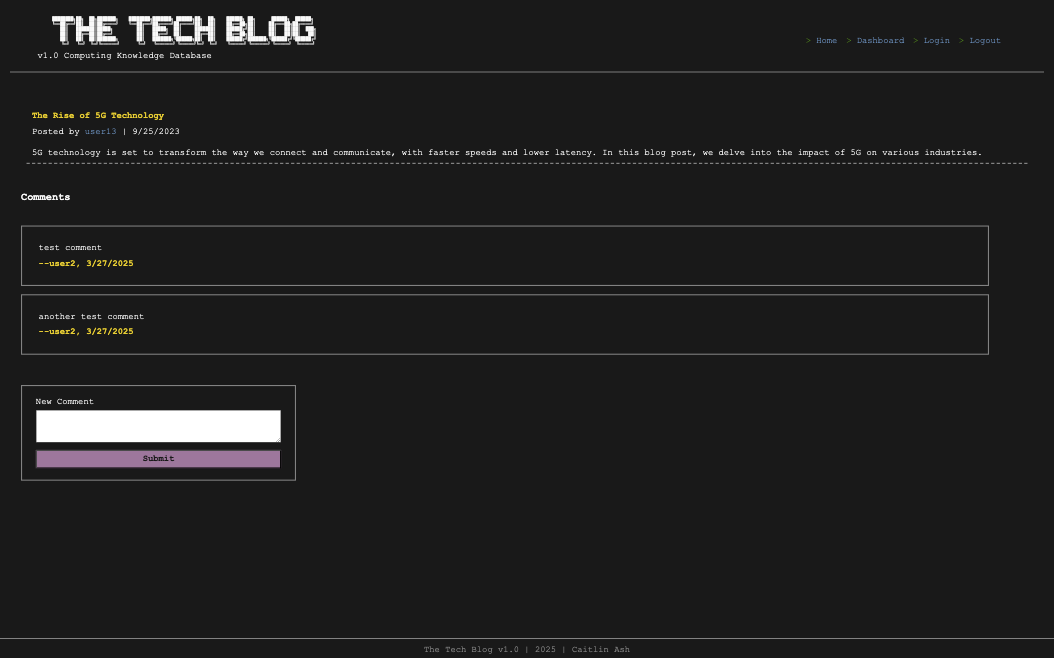 THE TECH BLOG
v1.0 Computing Knowledge Database
> Home > Dashboard > Login > Logout
The Rise of 5G Technology
Posted by user13 | 9/25/2023
5G technology is set to transform the way we connect and communicate, with faster speeds and lower latency. In this blog post, we delve into the impact of 5G on various industries.
Comments
test comment
--user2, 3/27/2025
another test comment
--user2, 3/27/2025
New Comment
Submit
The Tech Blog v1.0 | 2025 | Caitlin Ash